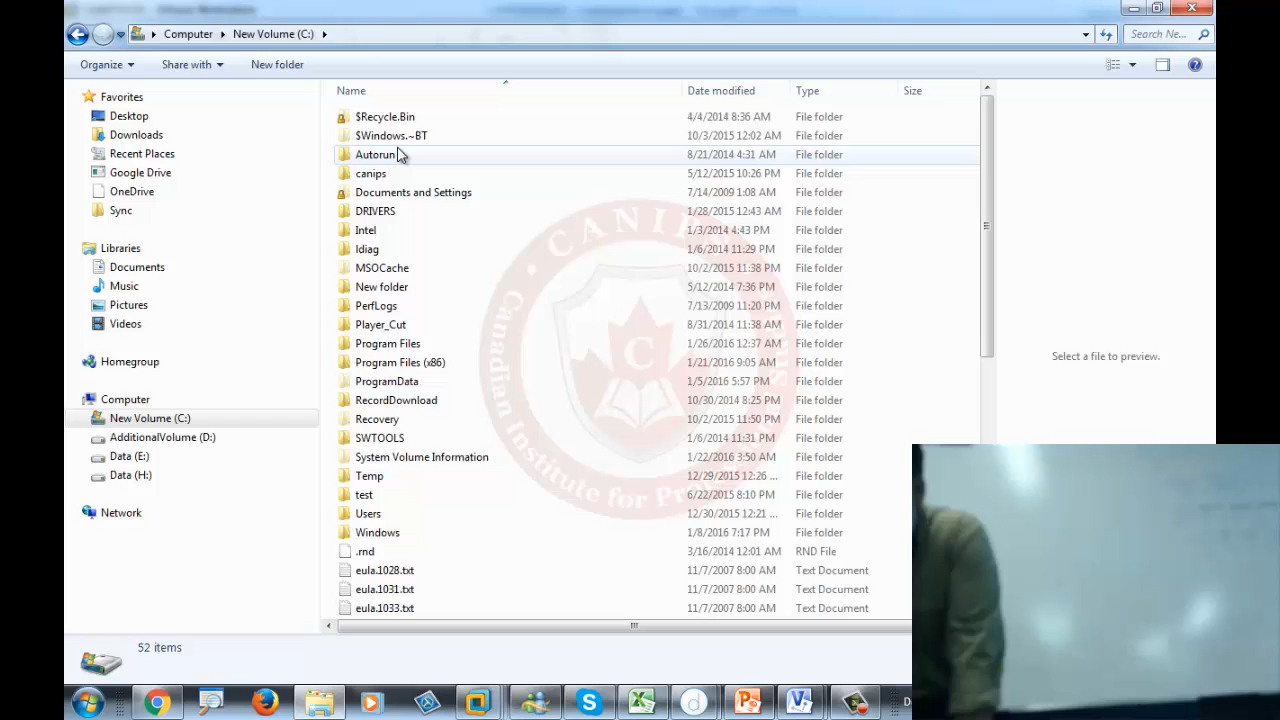 Computer New Volume (C:) Search Ne...
Organize Share with New folder
Favorites
Desktop
Downloads
Recent Places
Google Drive
OneDrive
Sync
Libraries
Documents
Music
Pictures
Videos
Homegroup
Computer
New Volume (C:)
AdditionalVolume (D:)
Data (E:)
Data (H:)
Network
Name Date modified Type Size
$Recycle.Bin 4/4/2014 8:36 AM File folder
$Windows.~BT 10/3/2015 12:02 AM File folder
Autorun 8/21/2014 4:31 AM File folder
canips 5/12/2015 10:26 PM File folder
Documents and Settings 7/14/2009 1:08 AM File folder
DRIVERS 1/28/2015 12:43 AM File folder
Intel 1/3/2014 4:43 PM File folder
Idiag 1/6/2014 11:29 PM File folder
MSOCache 10/2/2015 11:38 PM File folder
New folder 5/12/2014 7:36 PM File folder
PerfLogs 7/13/2009 11:20 PM File folder
Player_Cut 8/31/2014 11:38 AM File folder
Program Files 1/26/2016 12:37 AM File folder
Program Files (x86) 1/21/2016 9:05 AM File folder
ProgramData 1/5/2016 5:57 PM File folder
RecordDownload 10/30/2014 8:25 PM File folder
Recovery 10/2/2015 11:50 PM File folder
SWTOOLS 1/6/2014 11:31 PM File folder
System Volume Information 1/22/2016 3:50 AM File folder
Temp 12/29/2015 12:26 ... File folder
test 6/22/2015 8:10 PM File folder
Users 12/30/2015 12:21 ... File folder
Windows 1/8/2016 7:17 PM File folder
.rnd 3/16/2014 12:01 AM RND File
eula.1028.txt 11/7/2007 8:00 AM Text Document
eula.1031.txt 11/7/2007 8:00 AM Text Document
eula.1033.txt 11/7/2007 8:00 AM Text Document
Select a file to preview.
52 items
Canadian Institute for
C